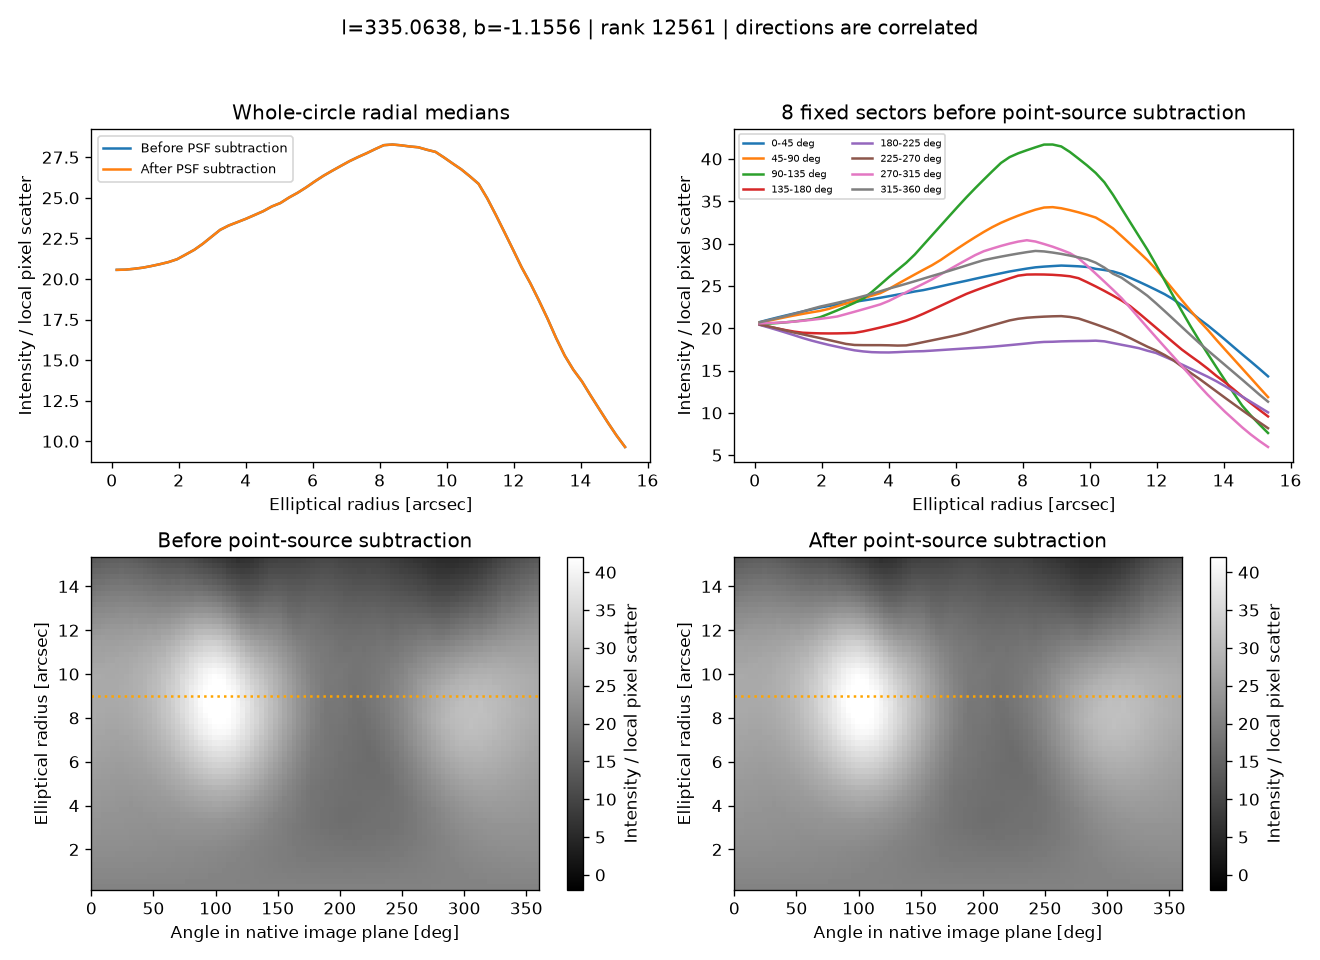 l=335.0638, b=-1.1556 | rank 12561 | directions are correlated
Whole-circle radial medians
Before PSF subtraction
After PSF subtraction
27.5
25.0
22.5
20.0
17.5
15.0
12.5
10.0
Intensity / local pixel scatter
0 2 4 6 8 10 12 14 16
Elliptical radius [arcsec]
8 fixed sectors before point-source subtraction
0-45 deg
45-90 deg
90-135 deg
135-180 deg
180-225 deg
225-270 deg
270-315 deg
315-360 deg
40
35
30
25
20
15
10
5
Intensity / local pixel scatter
0 2 4 6 8 10 12 14 16
Elliptical radius [arcsec]
Before point-source subtraction
14
12
10
8
6
4
2
Elliptical radius [arcsec]
0 50 100 150 200 250 300 350
Angle in native image plane [deg]
40
35
30
25
20
15
10
5
0
Intensity / local pixel scatter
After point-source subtraction
14
12
10
8
6
4
2
Elliptical radius [arcsec]
0 50 100 150 200 250 300 350
Angle in native image plane [deg]
40
35
30
25
20
15
10
5
0
Intensity / local pixel scatter